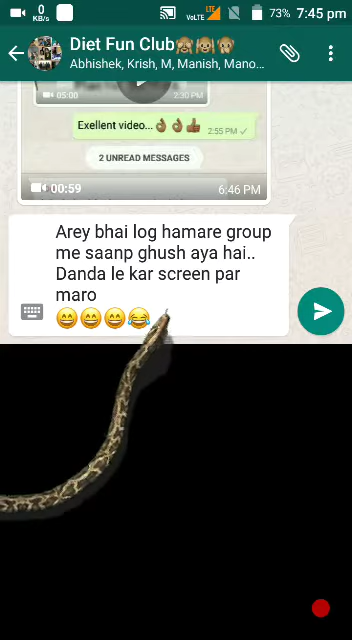 0 KB/s VoLTE LTE 73% 7:45 pm
Diet Fun Club🙈🙉🙊
Abhishek, Krish, M, Manish, Mano...
05:00 2:30 PM
Exellent video...👌👌👍 2:55 PM
2 UNREAD MESSAGES
00:59 6:46 PM
Arey bhai log hamare group
me saanp ghush aya hai..
Danda le kar screen par
maro
😄😄😄😂